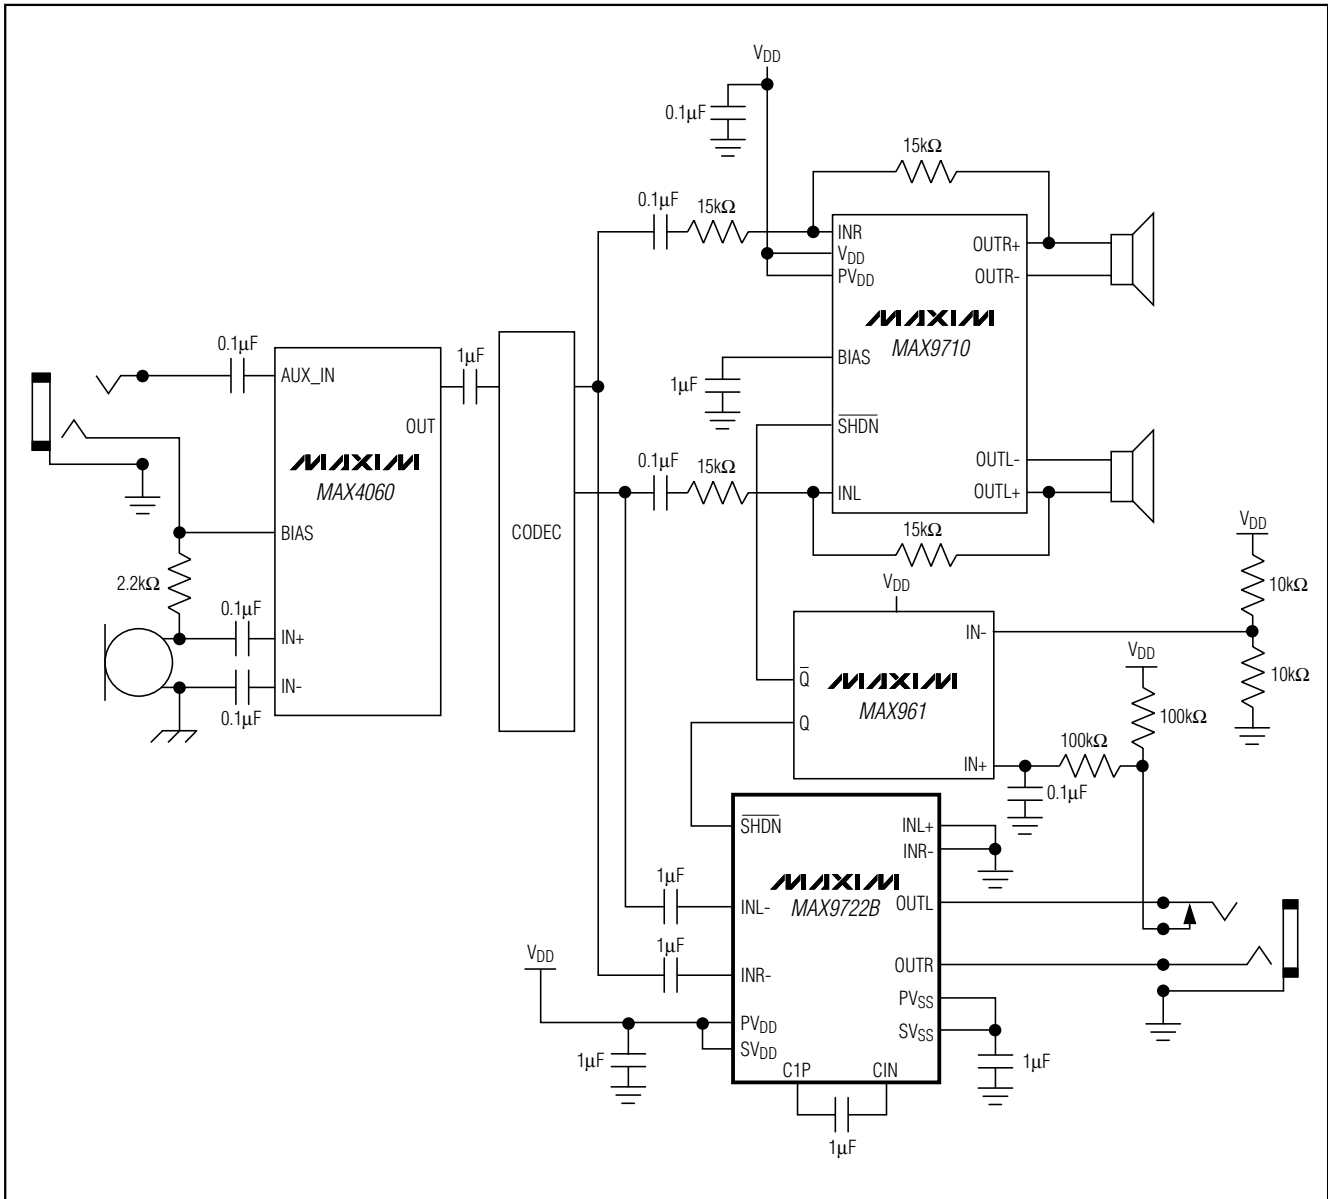 VDD
0.1μF
15kΩ
0.1μF
15kΩ
INR
VDD
PVDD
OUTR+
OUTR-
MAXIM
MAX9710
BIAS
1μF
SHDN
OUTL-
OUTL+
INL
0.1μF
15kΩ
15kΩ
0.1μF
AUX_IN
1μF
OUT
MAXIM
MAX4060
BIAS
2.2kΩ
0.1μF
IN+
IN-
0.1μF
CODEC
VDD
IN-
Q
MAXIM
MAX961
Q
IN+
VDD
10kΩ
10kΩ
VDD
100kΩ
100kΩ
0.1μF
SHDN
INL+
INR-
MAXIM
MAX9722B
1μF
INL-
OUTL
1μF
INR-
OUTR
VDD
PVDD
SVDD
1μF
PVSS
SVSS
1μF
C1P
CIN
1μF